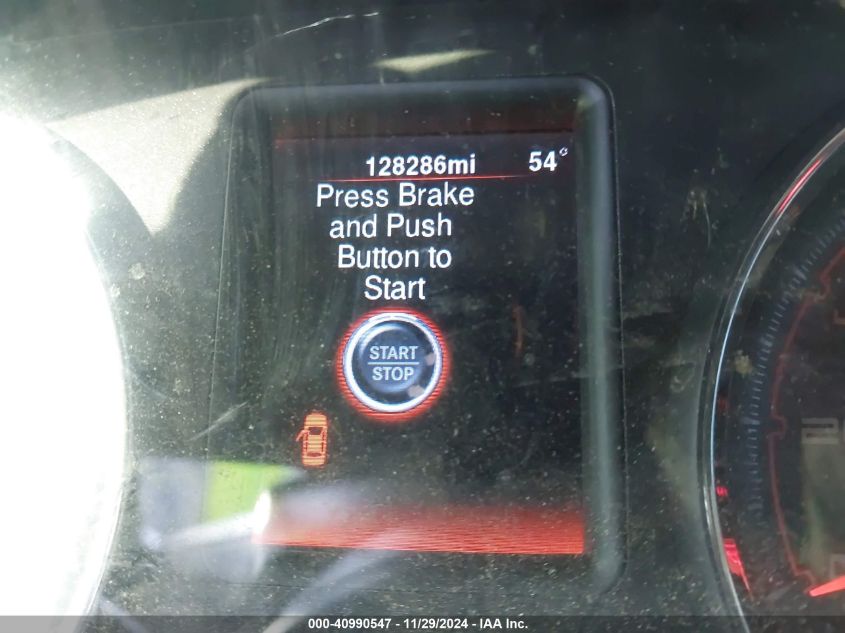 128286mi 54°
Press Brake
and Push
Button to
Start
START
STOP
000-40990547 - 11/29/2024 - IAA Inc.